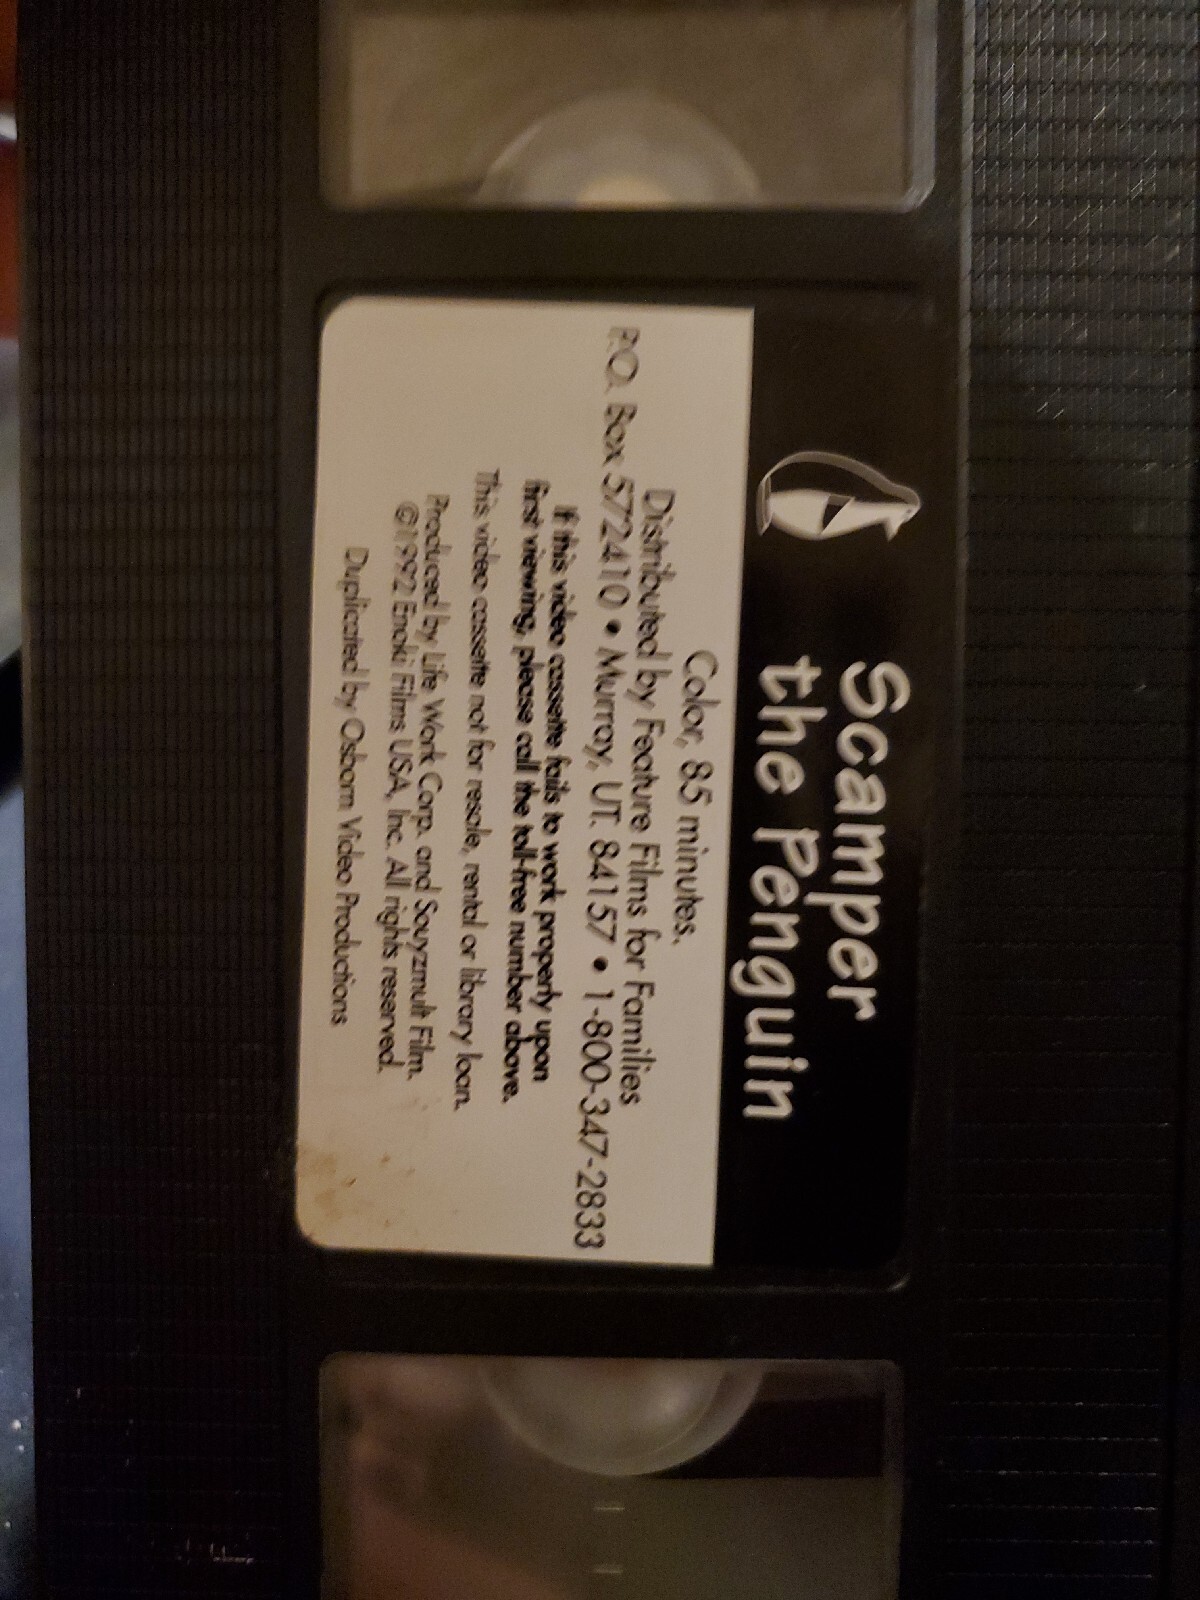 Scamper
the Penguin
Color, 85 minutes.
Distributed by Feature Films for Families
P.O. Box 572410 • Murray, UT. 84157 • 1-800-347-2833
If this video cassette fails to work properly upon
first viewing, please call the toll-free number above.
This video cassette not for resale, rental or library loan.
Produced by Life Work Corp. and Souyzmult Film.
©1992 Enoki Films USA, Inc. All rights reserved.
Duplicated by Osborn Video Productions